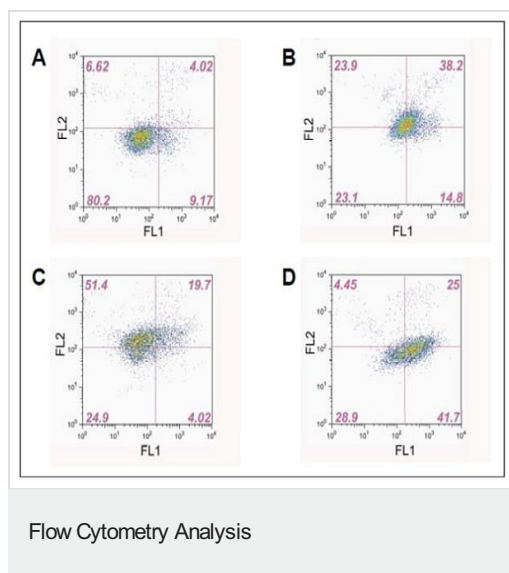 A
6.62 4.02
10⁴
10³
FL2
10²
10¹
80.2 9.17
10⁰
10⁰ 10¹ 10² 10³ 10⁴
FL1
B
23.9 38.2
10⁴
10³
FL2
10²
10¹
23.1 14.8
10⁰
10⁰ 10¹ 10² 10³ 10⁴
FL1
C
51.4 19.7
10⁴
10³
FL2
10²
10¹
24.9 4.02
10⁰
10⁰ 10¹ 10² 10³ 10⁴
FL1
D
4.45 25
10⁴
10³
FL2
10²
10¹
28.9 41.7
10⁰
10⁰ 10¹ 10² 10³ 10⁴
FL1
Flow Cytometry Analysis